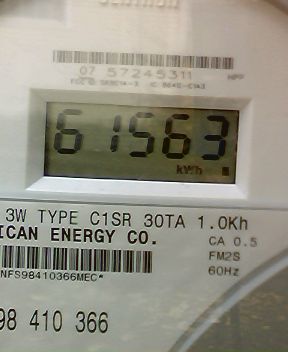 07 57245311 HPP
61563
kWh
3W TYPE C1SR 30TA 1.0Kh
ICAN ENERGY CO.
CA 0.5
FM2S
60Hz
NFS98410366MEC*
98 410 366